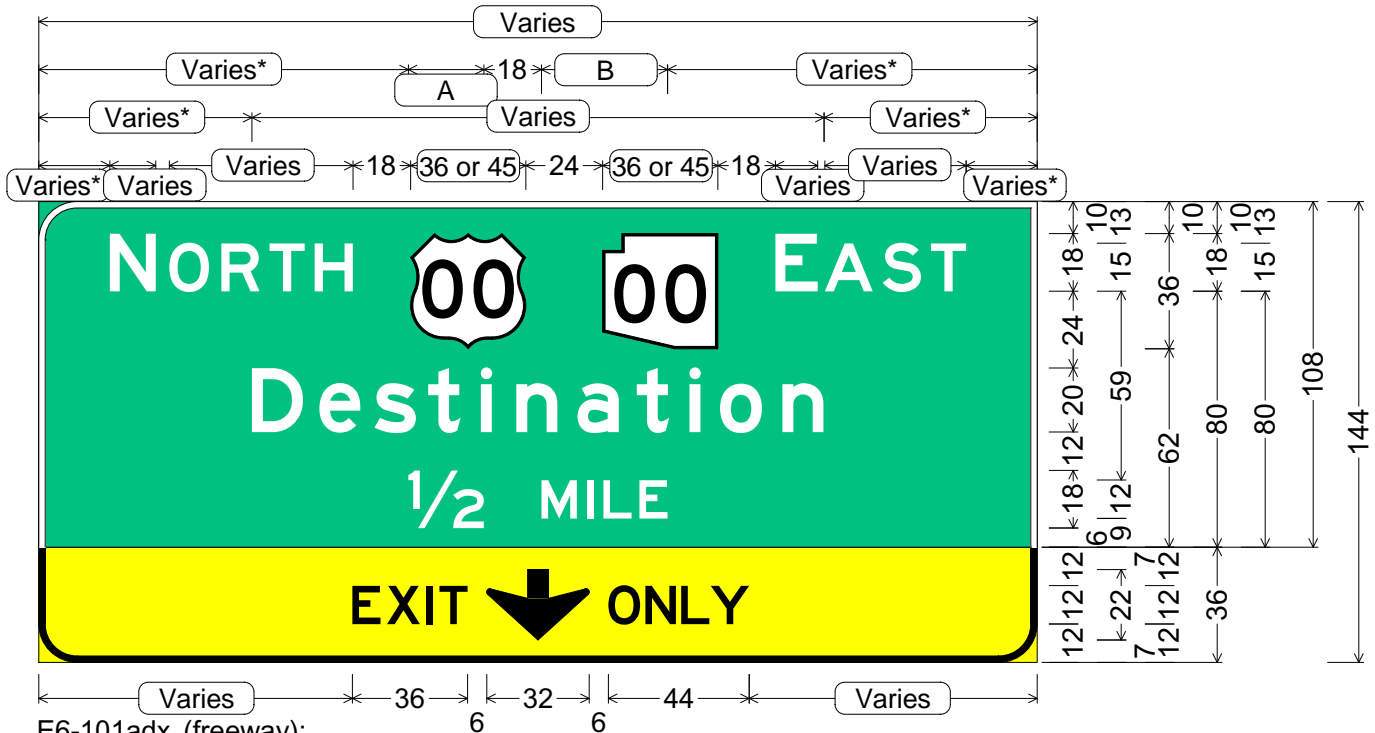 Varies
Varies* A 18 B Varies*
Varies* Varies Varies*
Varies* Varies Varies 18 36 or 45 24 36 or 45 18 Varies Varies Varies*
NORTH 00 00 EAST
Destination
1/2 MILE
EXIT ONLY
10 13 10 10 13
18 15 36 18 15
24 59 62 80 80 108 144
20
12
18 12
6 9
12 7 12
12 22 12 36
12 7 12
Varies 36 6 32 6 44 Varies
E6-101adx (freeway):